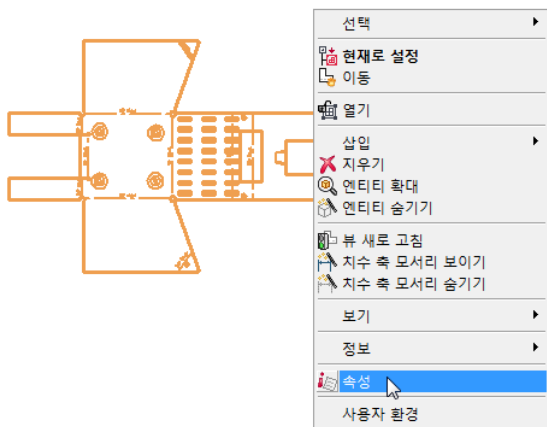 선택
현재로 설정
이동
열기
삽입
지우기
엔티티 확대
엔티티 숨기기
뷰 새로 고침
치수 축 모서리 보이기
치수 축 모서리 숨기기
보기
정보
속성
사용자 환경